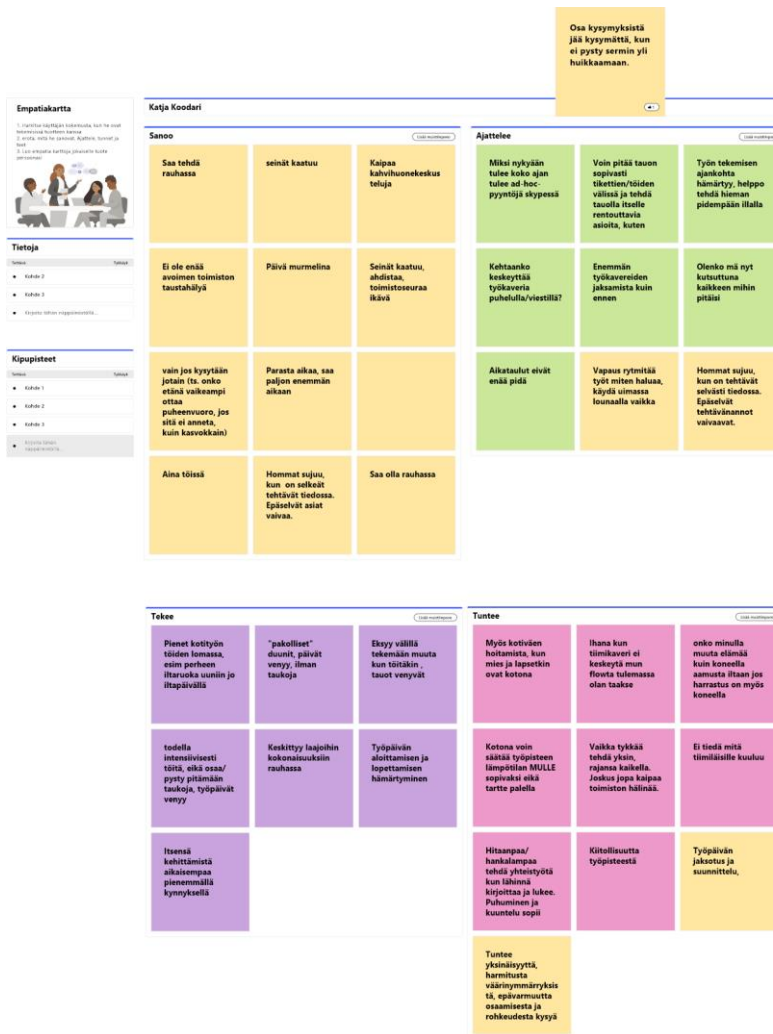 Osa kysymyksistä
jää kysymättä, kun
ei pysty sermin yli
huikkaamaan.
Empatiakartta
Katja Koodari
Sanoo
Lisää muistilappu
Saa tehdä
rauhassa
seinät kaatuu
Kaipaa
kahvihuonekeskus
teluja
Ei ole enää
avoimen toimiston
taustahälyä
Päivä murmelina
Seinät kaatuu,
ahdistaa,
toimistoseuraa
ikävä
vain jos kysytään
jotain (ts. onko
etänä vaikeampi
ottaa
puheenvuoro, jos
sitä ei anneta,
kuin kasvokkain)
Parasta aikaa, saa
paljon enemmän
aikaan
Aina töissä
Hommat sujuu,
kun on selkeät
tehtävät tiedossa.
Epäselvät asiat
vaivaa.
Saa olla rauhassa
Ajattelee
Miksi nykyään
tulee koko ajan
tulee ad-hoc-
pyyntöjä skypessä
Voin pitää tauon
sopivasti
tikettien/töiden
välissä ja tehdä
tauolla itselle
rentouttavia
asioita, kuten
Työn tekemisen
ajankohta
hämärtyy, helppo
tehdä hieman
pidempään illalla
Kehtaanko
keskeyttää
työkaveria
puhelulla/viestillä?
Enemmän
työkavereiden
jaksamista kuin
ennen
Olenko mä nyt
kutsuttuna
kaikkeen mihin
pitäisi
Aikataulut eivät
enää pidä
Vapaus rytmitää
työt miten haluaa,
käydä uimassa
lounaalla vaikka
Hommat sujuu,
kun on tehtävät
selvästi tiedossa.
Epäselvät
tehtävänannot
vaivaavat.
Tietoja
Kohde 2
Kohde 3
Kipupisteet
Kohde 1
Kohde 2
Kohde 3
Tekee
Pienet kotityön
töiden lomassa,
esim perheen
iltaruoka uuniin jo
iltapäivällä
"pakolliset"
duunit, päivät
venyy, ilman
taukoja
Eksyy välillä
tekemään muuta
kun töitäkin ,
tauot venyvät
todella
intensiivisesti
töitä, eikä osaa/
pysty pitämään
taukoja, työpäivät
venyy
Keskittyy laajoihin
kokonaisuuksiin
rauhassa
Työpäivän
aloittamisen ja
lopettamisen
hämärtyminen
Itsensä
kehittämistä
aikaisempaa
pienemmällä
kynnyksellä
Tuntee
Myös kotiväen
hoitamista, kun
mies ja lapsetkin
ovat kotona
Ihana kun
tiimikaveri ei
keskeytä mun
flowta tulemassa
olan taakse
onko minulla
muuta elämää
kuin koneella
aamusta iltaan jos
harrastus on myös
koneella
Kotona voin
säätää työpisteen
lämpötilan MULLE
sopivaksi eikä
tartte palella
Vaikka tykkää
tehdä yksin,
rajansa kaikella.
Joskus jopa kaipaa
toimiston hälinää.
Ei tiedä mitä
tiimiläisille kuuluu
Hitaanpaa/
hankalampaa
tehdä yhteistyötä
kun lähinnä
kirjoittaa ja lukee.
Puhuminen ja
kuuntelu sopii
Kiitollisuutta
työpisteestä
Työpäivän
jaksotus ja
suunnittelu,
Tuntee
yksinäisyyttä,
harmitusta
väärinymmärryksis
tä, epävarmuutta
osaamisesta ja
rohkeudesta kysyä